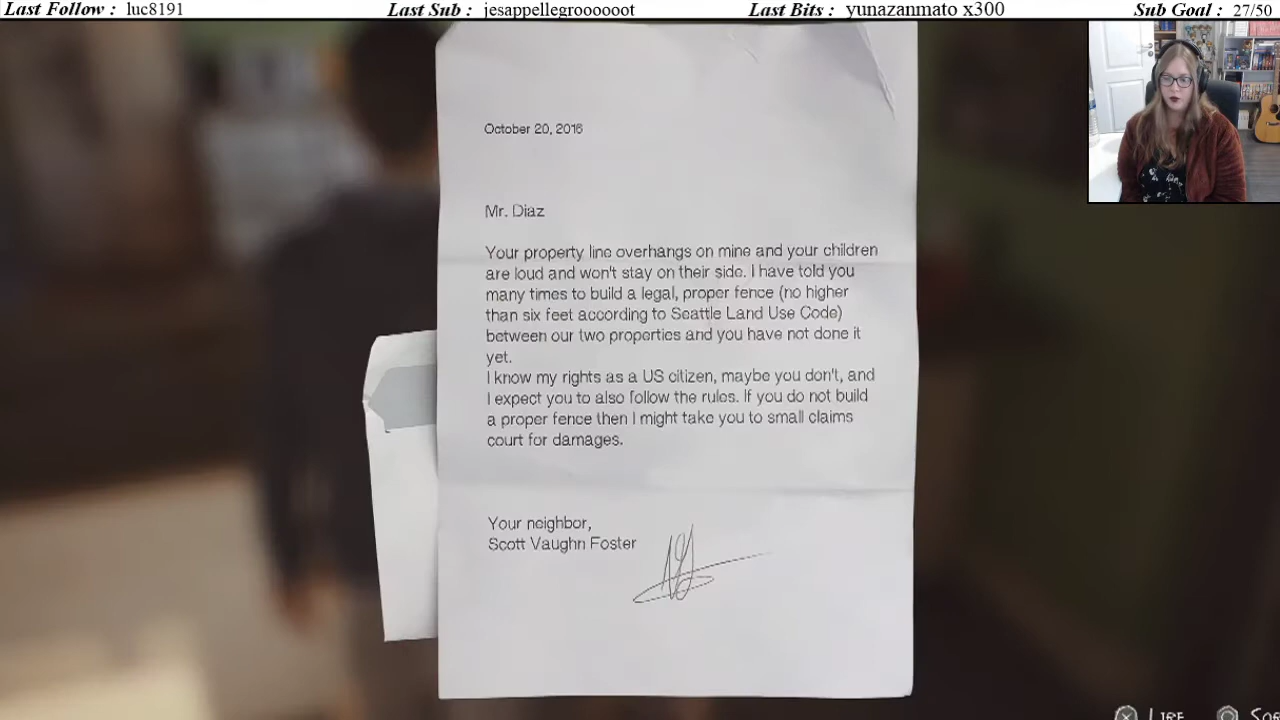 Last Follow : luc8191 Last Sub : jesappellegroooooot Last Bits : yunazanmato x300 Sub Goal : 27/50
October 20, 2016
Mr. Diaz
Your property line overhangs on mine and your children
are loud and won't stay on their side. I have told you
many times to build a legal, proper fence (no higher
than six feet according to Seattle Land Use Code)
between our two properties and you have not done it
yet.
I know my rights as a US citizen, maybe you don't, and
I expect you to also follow the rules. If you do not build
a proper fence then I might take you to small claims
court for damages.
Your neighbor,
Scott Vaughn Foster